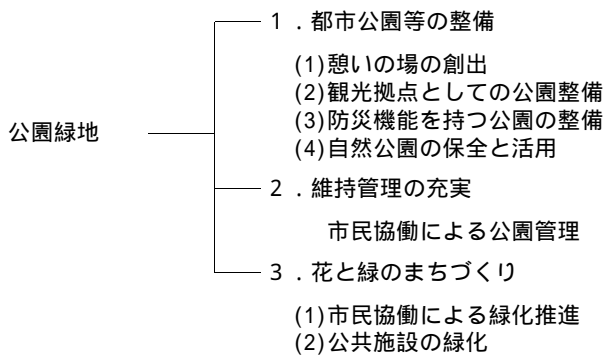 1．都市公園等の整備
(1)憩いの場の創出
(2)観光拠点としての公園整備
(3)防災機能を持つ公園の整備
公園緑地
(4)自然公園の保全と活用
2．維持管理の充実
市民協働による公園管理
3．花と緑のまちづくり
(1)市民協働による緑化推進
(2)公共施設の緑化